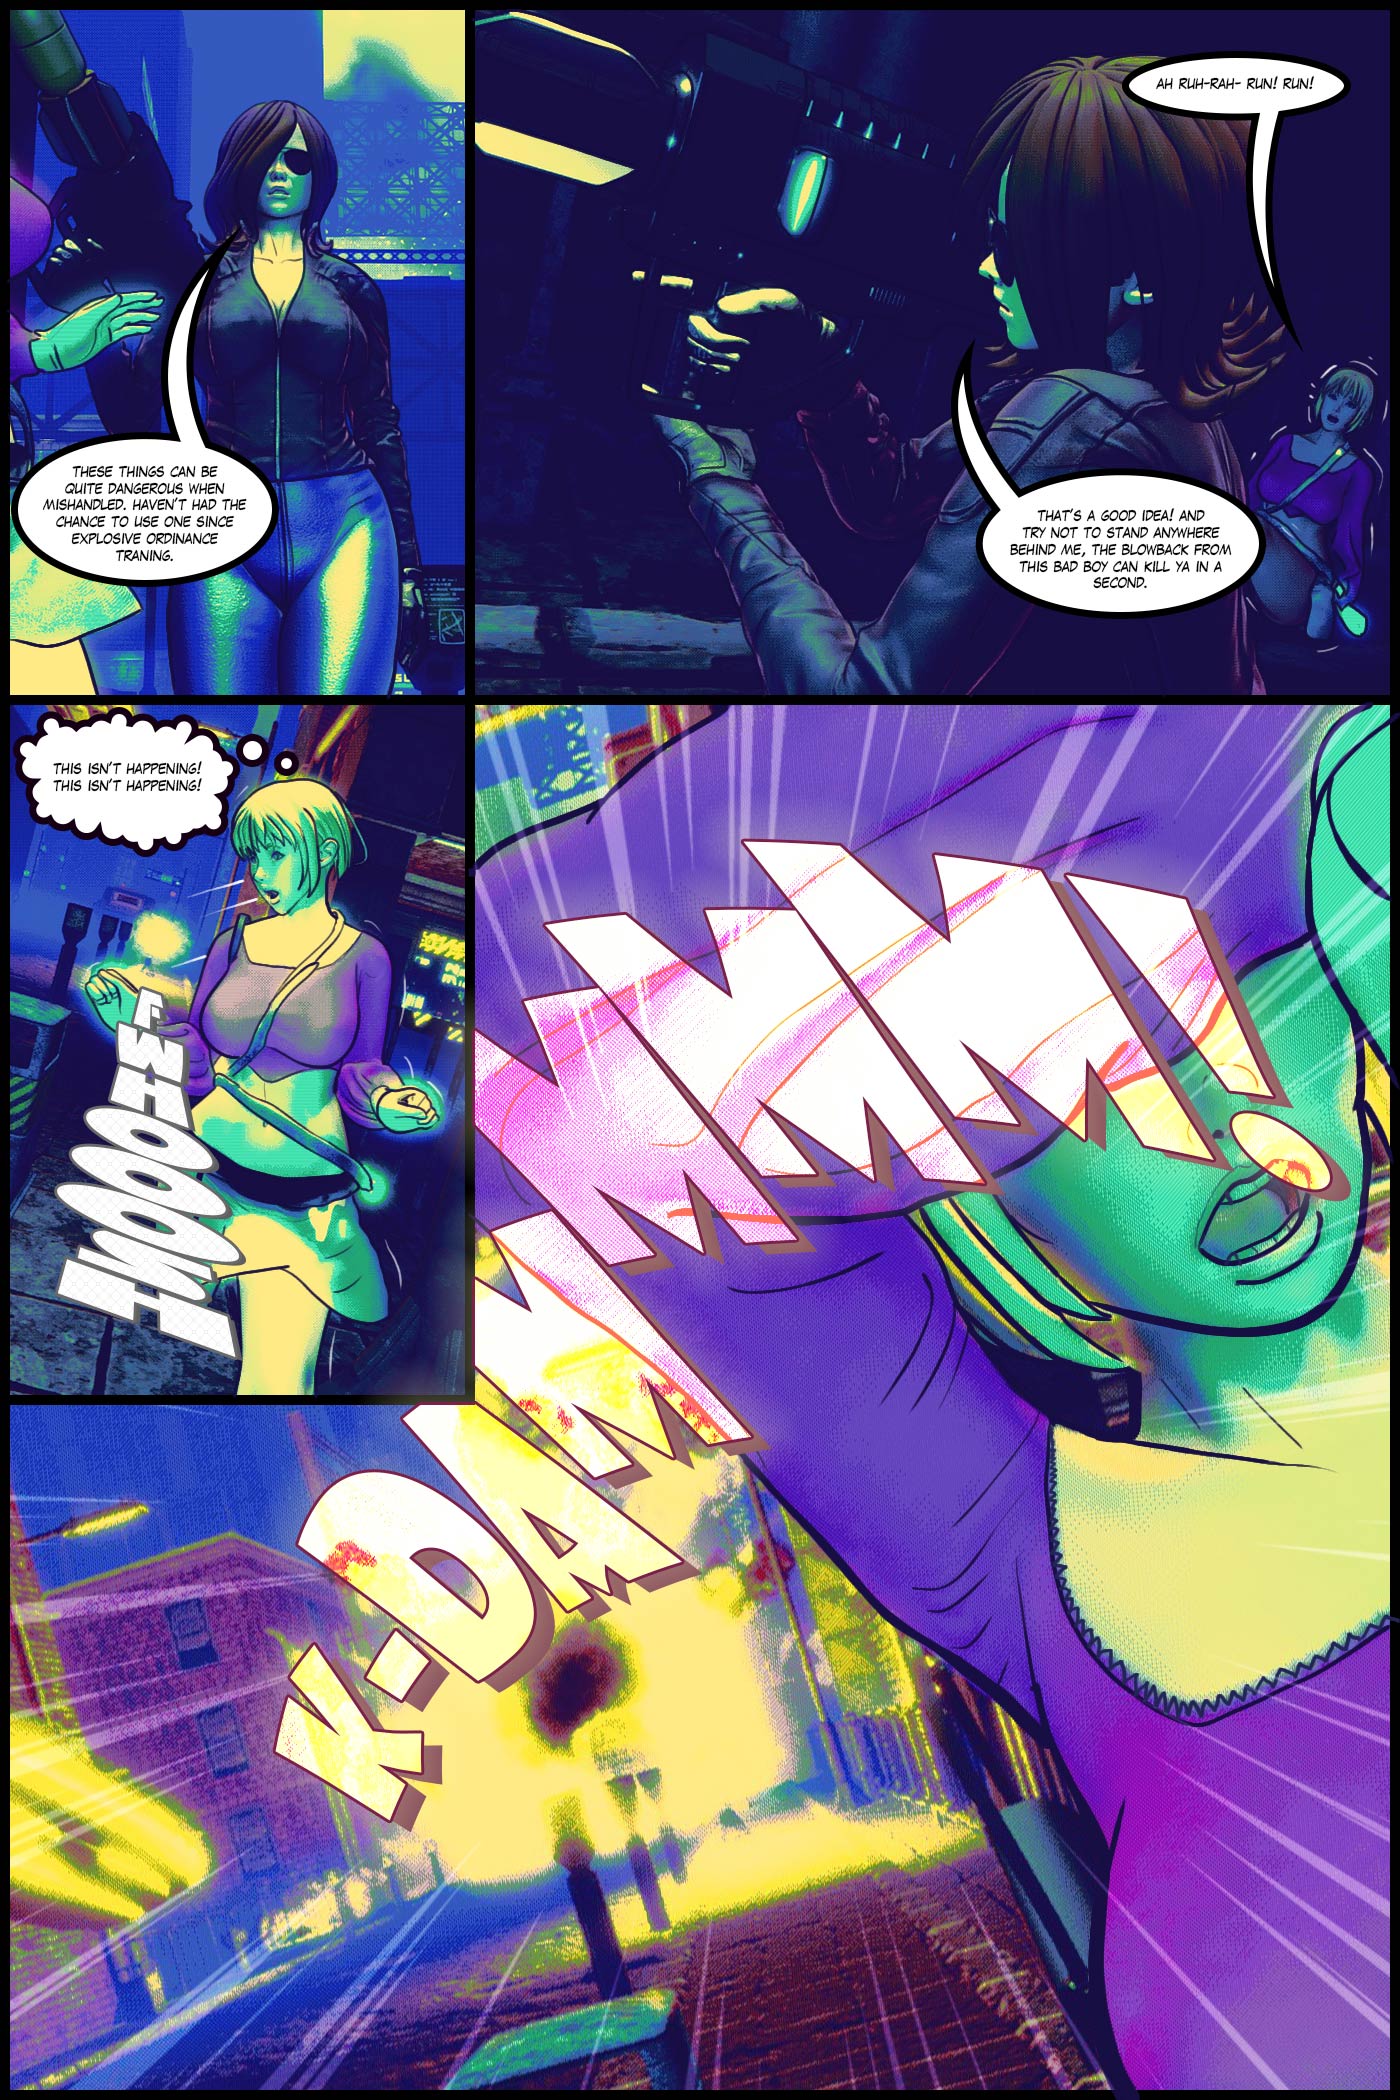 THESE THINGS CAN BE
QUITE DANGEROUS WHEN
MISHANDLED. HAVEN'T HAD THE
CHANCE TO USE ONE SINCE
EXPLOSIVE ORDINANCE
TRANING.
AH RUH-RAH- RUN! RUN!
THAT'S A GOOD IDEA! AND
TRY NOT TO STAND ANYWHERE
BEHIND ME, THE BLOWBACK FROM
THIS BAD BOY CAN KILL YA IN A
SECOND.
THIS ISN'T HAPPENING!
THIS ISN'T HAPPENING!